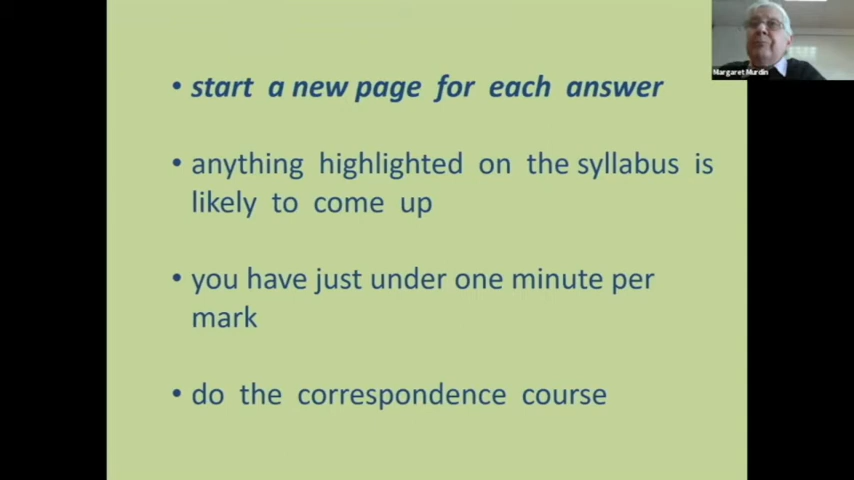 Margaret Murdin
• start a new page for each answer
• anything highlighted on the syllabus is
likely to come up
• you have just under one minute per
mark
• do the correspondence course